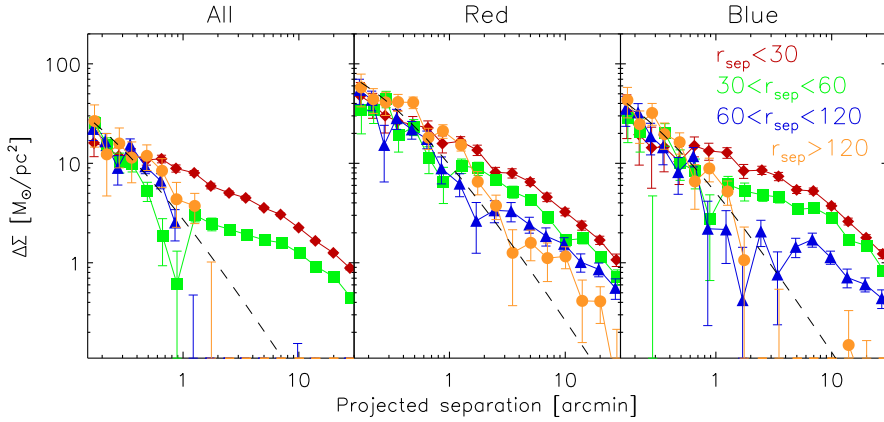 All Red Blue
ΔΣ [M☉/pc²]
100
10
1
r_sep<30
30<r_sep<60
60<r_sep<120
r_sep>120
1 10 1 10 1 10
Projected separation [arcmin]